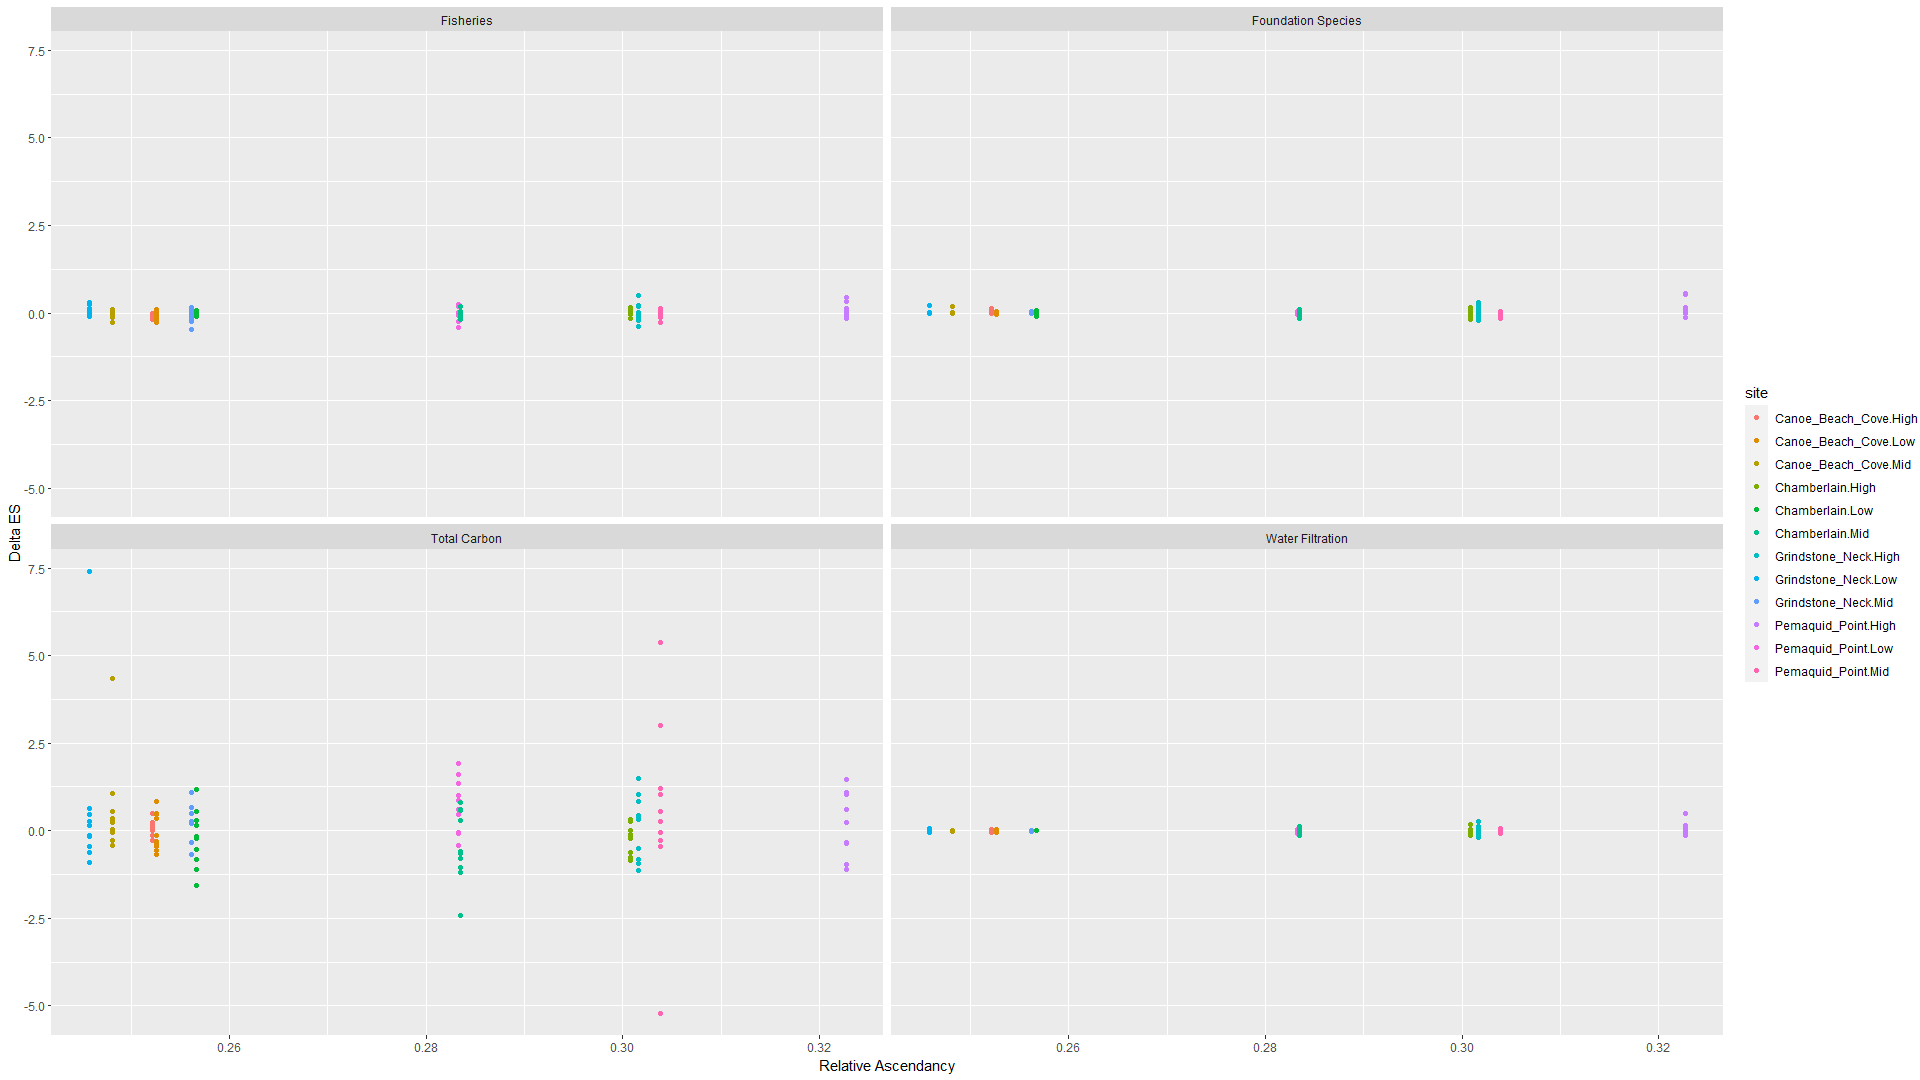 Fisheries
Foundation Species
7.5
5.0
2.5
0.0
-2.5
-5.0
Delta ES
Total Carbon
Water Filtration
7.5
5.0
2.5
0.0
-2.5
-5.0
0.26
0.28
0.30
0.32
0.26
0.28
0.30
0.32
Relative Ascendancy
site
Canoe_Beach_Cove.High
Canoe_Beach_Cove.Low
Canoe_Beach_Cove.Mid
Chamberlain.High
Chamberlain.Low
Chamberlain.Mid
Grindstone_Neck.High
Grindstone_Neck.Low
Grindstone_Neck.Mid
Pemaquid_Point.High
Pemaquid_Point.Low
Pemaquid_Point.Mid